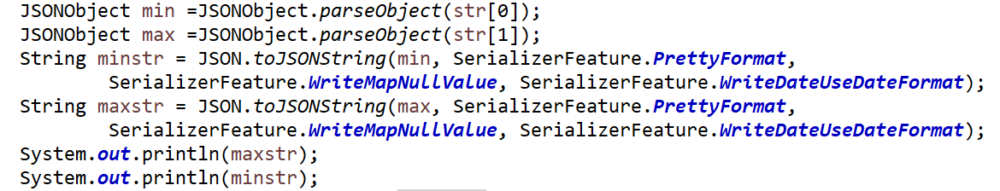 JSONObject min =JSONObject.parseObject(str[0]);
JSONObject max =JSONObject.parseObject(str[1]);
String minstr = JSON.toJSONString(min, SerializerFeature.PrettyFormat,
        SerializerFeature.WriteMapNullValue, SerializerFeature.WriteDateUseDateFormat);
String maxstr = JSON.toJSONString(max, SerializerFeature.PrettyFormat,
        SerializerFeature.WriteMapNullValue, SerializerFeature.WriteDateUseDateFormat);
System.out.println(maxstr);
System.out.println(minstr);